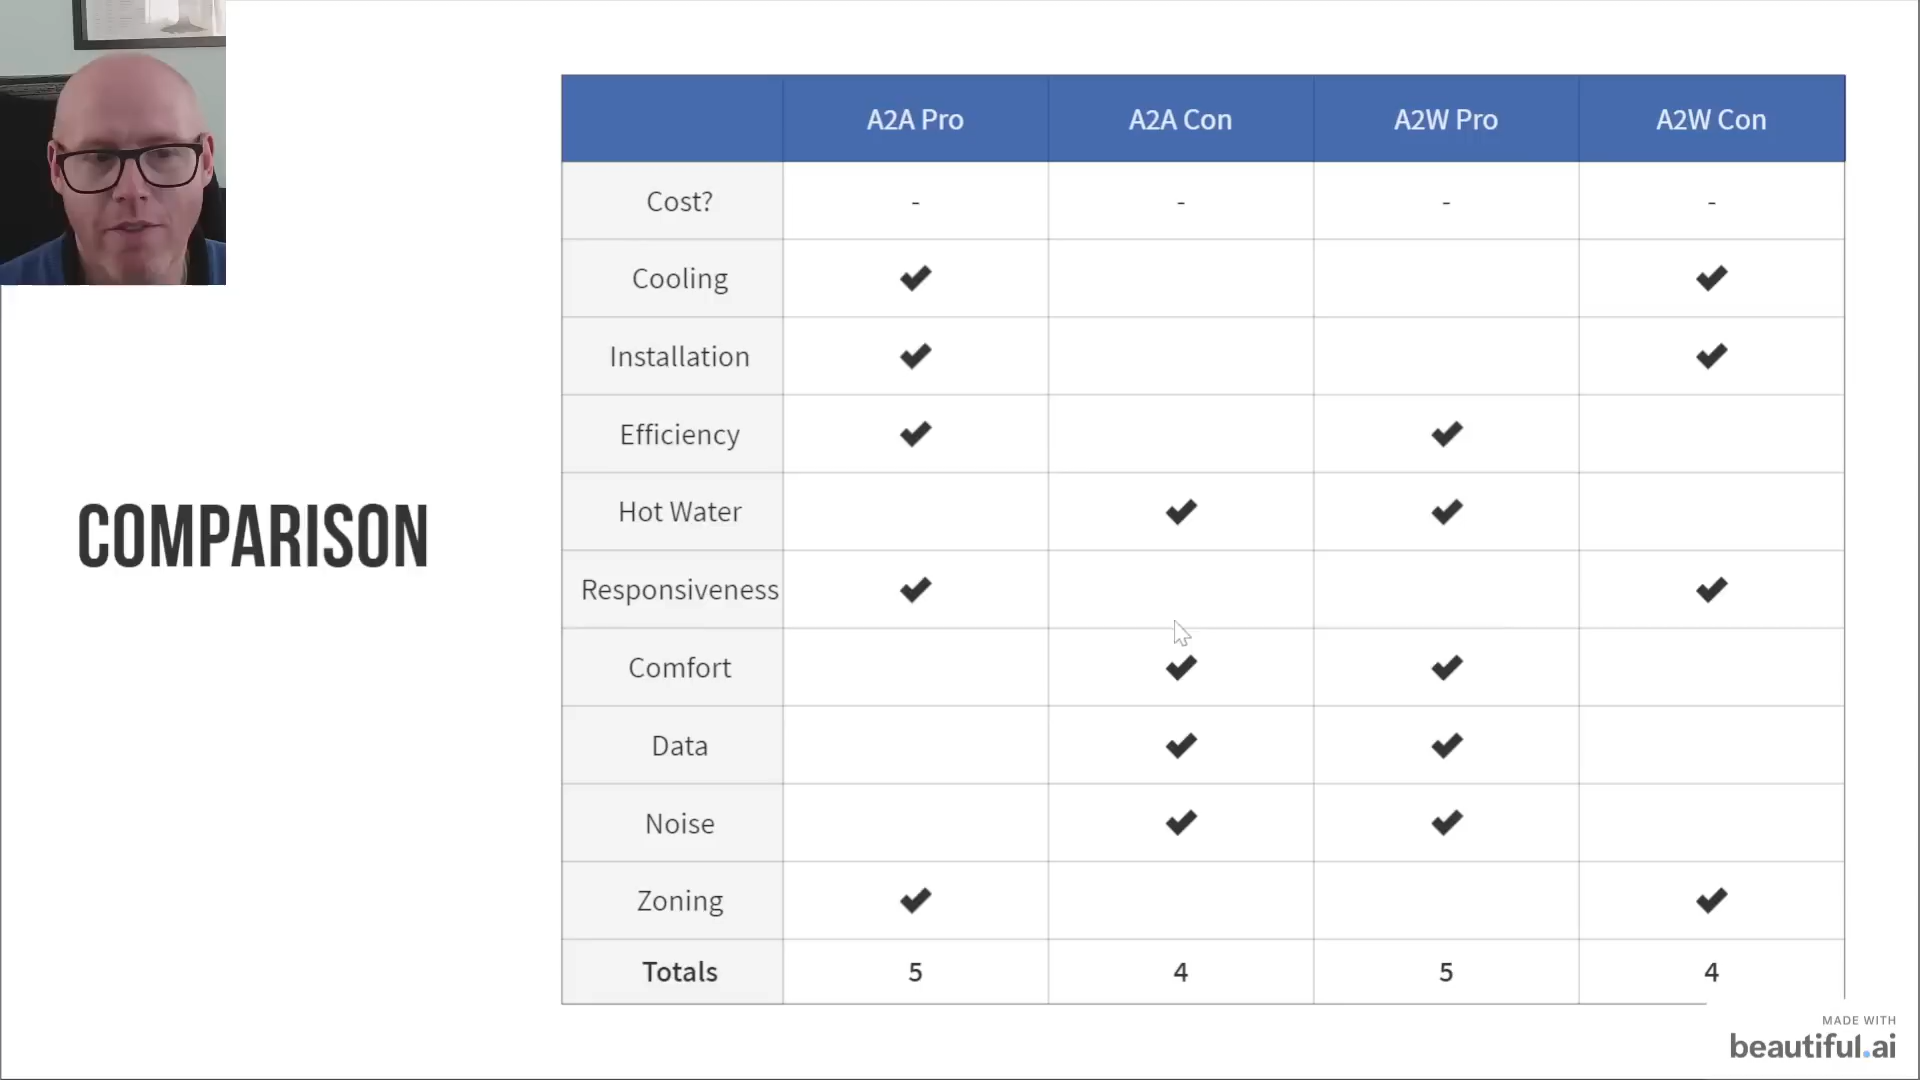 COMPARISON
A2A Pro A2A Con A2W Pro A2W Con
Cost? - - - -
Cooling ✔ ✔
Installation ✔ ✔
Efficiency ✔ ✔
Hot Water ✔ ✔
Responsiveness ✔ ✔
Comfort ✔ ✔
Data ✔ ✔
Noise ✔ ✔
Zoning ✔ ✔
Totals 5 4 5 4
MADE WITH
beautiful.ai